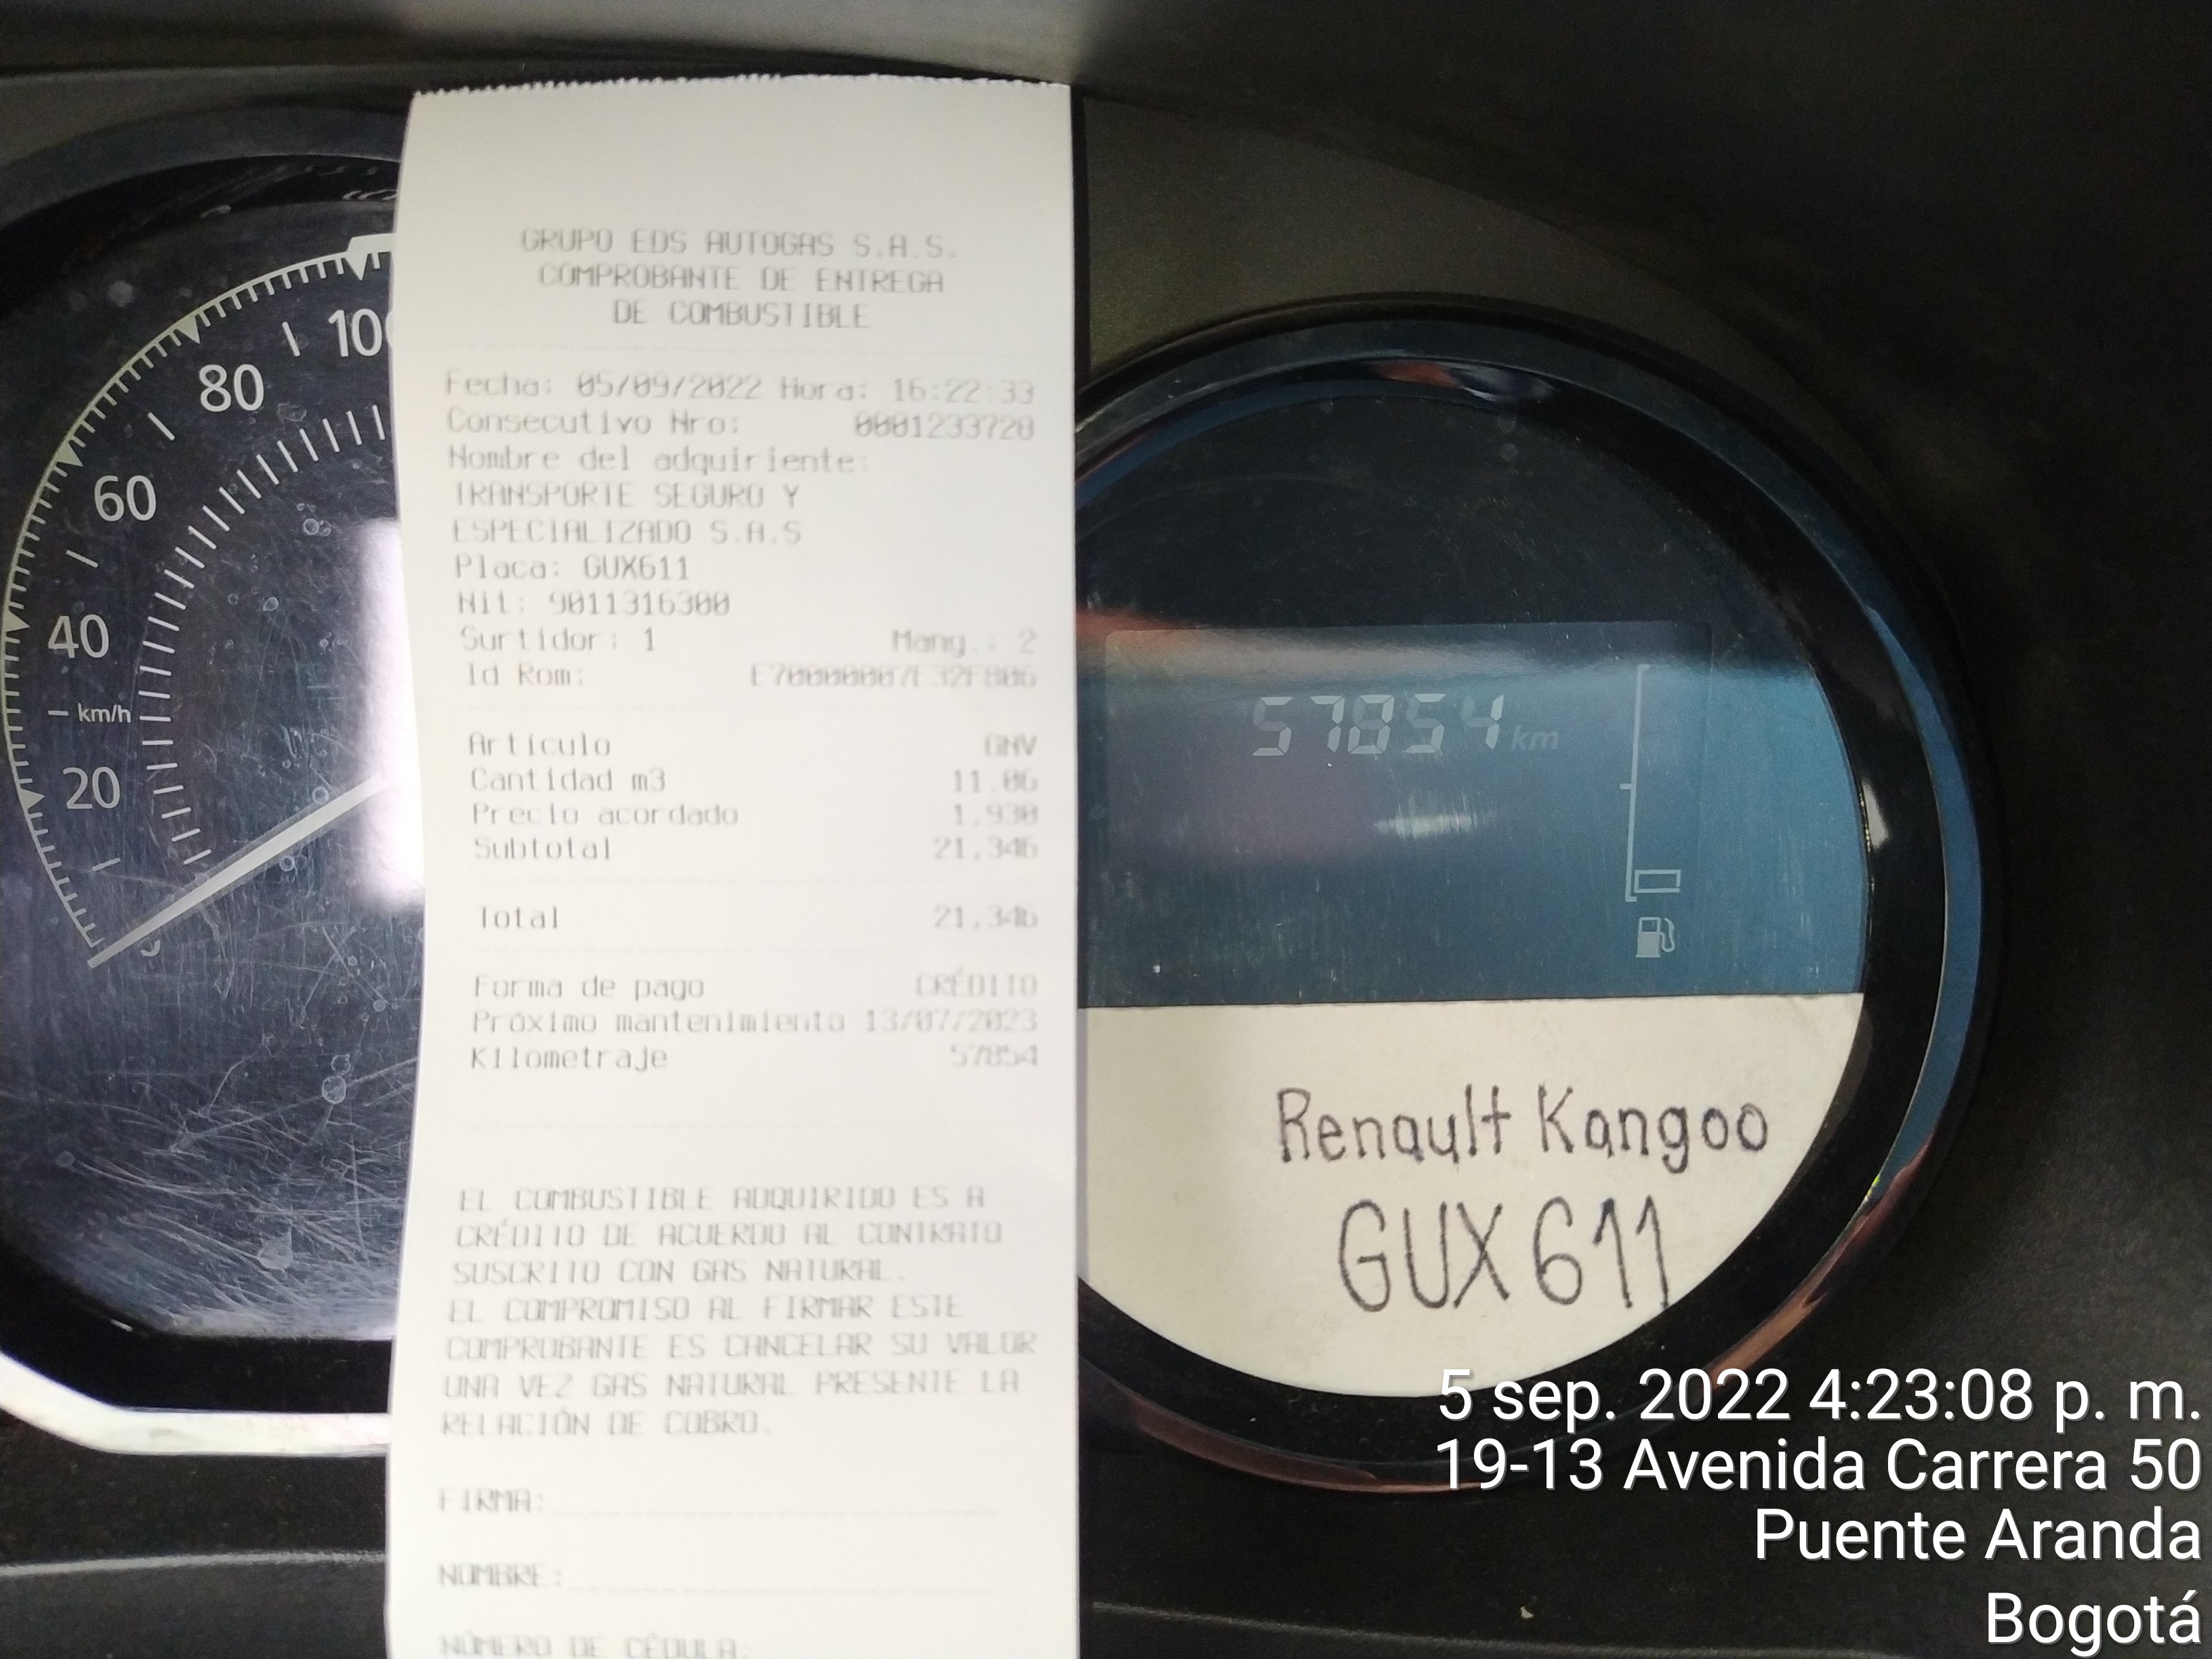 GRUPO EDS AUTOGAS S.A.S.
COMPROBANTE DE ENTREGA
DE COMBUSTIBLE
Fecha: 05/09/2022 Hora: 16:22:33
Consecutivo Nro: 0001233728
Nombre del adquiriente:
TRANSPORTE SEGURO Y
ESPECIALIZADO S.A.S
Placa: GUX611
Nit: 9011316300
Surtidor: 1 Mang.: 2
Id Rom:
Artículo GNV
Cantidad m3 11.06
Precio acordado 1.930
Subtotal 21.346
Total 21.346
Forma de pago CRÉDITO
Próximo mantenimiento 13/07/2023
Kilometraje 57854
EL COMBUSTIBLE ADQUIRIDO ES A
CRÉDITO DE ACUERDO AL CONTRATO
SUSCRITO CON GAS NATURAL.
EL COMPROMISO AL FIRMAR ESTE
COMPROBANTE ES CANCELAR SU VALOR
UNA VEZ GAS NATURAL PRESENTE LA
RELACIÓN DE COBRO.
FIRMA:
NOMBRE:
NÚMERO DE CÉDULA:
100
80
60
40
km/h
20
57854 km
Renault Kangoo
GUX 611
5 sep. 2022 4:23:08 p. m.
19-13 Avenida Carrera 50
Puente Aranda
Bogotá